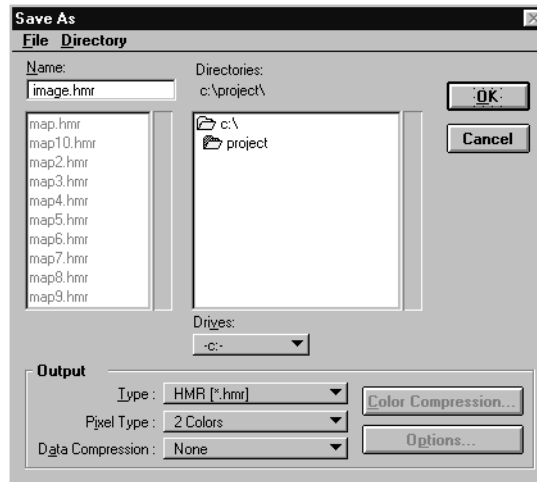 Save As
File Directory
Name:
image.hmr
Directories:
c:\project\
OK
Cancel
map.hmr
map10.hmr
map2.hmr
map3.hmr
map4.hmr
map5.hmr
map6.hmr
map7.hmr
map8.hmr
map9.hmr
c:\
project
Drives:
-c:-
Output
Type : HMR [*.hmr]
Pixel Type : 2 Colors
Data Compression : None
Color Compression...
Options...